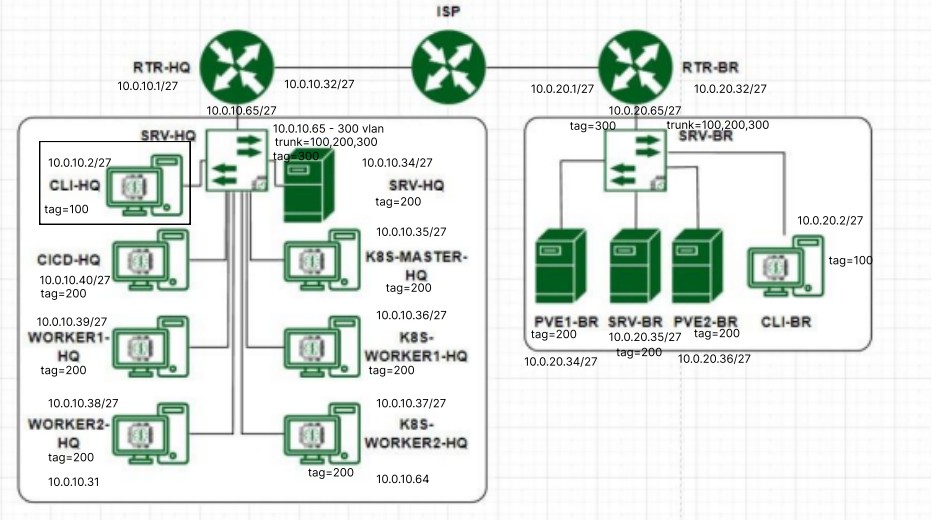 ISP
RTR-HQ
10.0.10.1/27
10.0.10.32/27
10.0.10.65/27
10.0.20.1/27
RTR-BR
10.0.20.32/27
10.0.20.65/27
trunk=100,200,300
tag=300
SRV-BR
SRV-HQ
10.0.10.65 - 300 vlan
trunk=100,200,300
tag=300
10.0.10.2/27
CLI-HQ
tag=100
10.0.10.34/27
SRV-HQ
tag=200
CICD-HQ
10.0.10.40/27
tag=200
10.0.10.35/27
K8S-MASTER-
HQ
tag=200
10.0.10.39/27
WORKER1-
HQ
tag=200
10.0.10.36/27
K8S-
WORKER1-HQ
tag=200
10.0.10.38/27
WORKER2-
HQ
tag=200
10.0.10.31
10.0.10.37/27
K8S-
WORKER2-HQ
tag=200
10.0.10.64
PVE1-BR
tag=200
10.0.20.34/27
SRV-BR
10.0.20.35/27
tag=200
PVE2-BR
tag=200
10.0.20.36/27
10.0.20.2/27
tag=100
CLI-BR